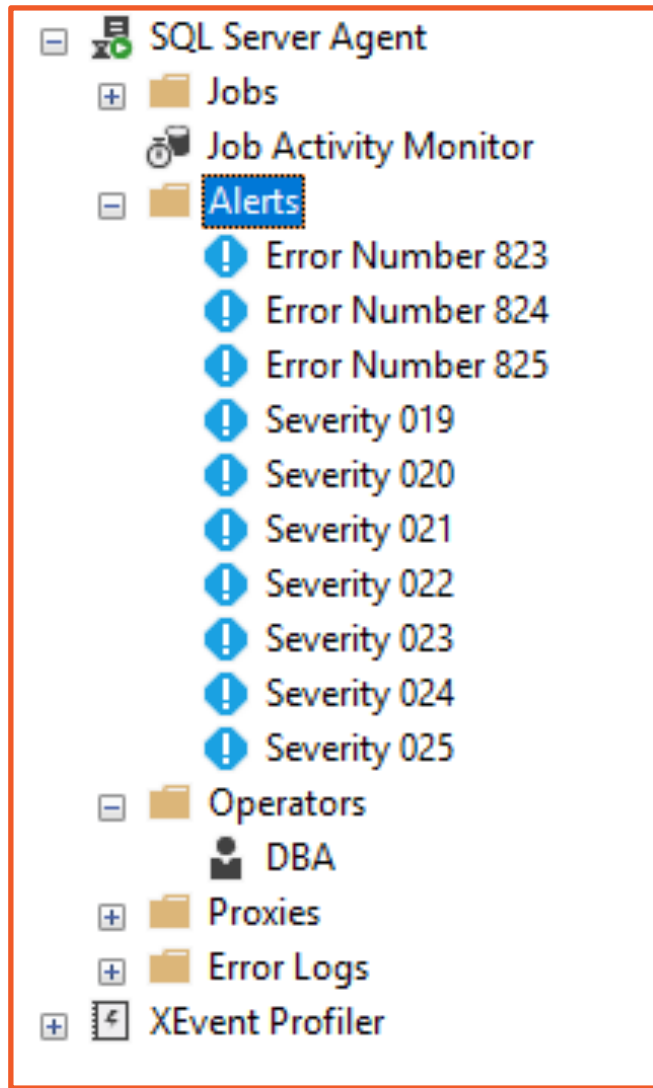 SQL Server Agent
Jobs
Job Activity Monitor
Alerts
Error Number 823
Error Number 824
Error Number 825
Severity 019
Severity 020
Severity 021
Severity 022
Severity 023
Severity 024
Severity 025
Operators
DBA
Proxies
Error Logs
XEvent Profiler